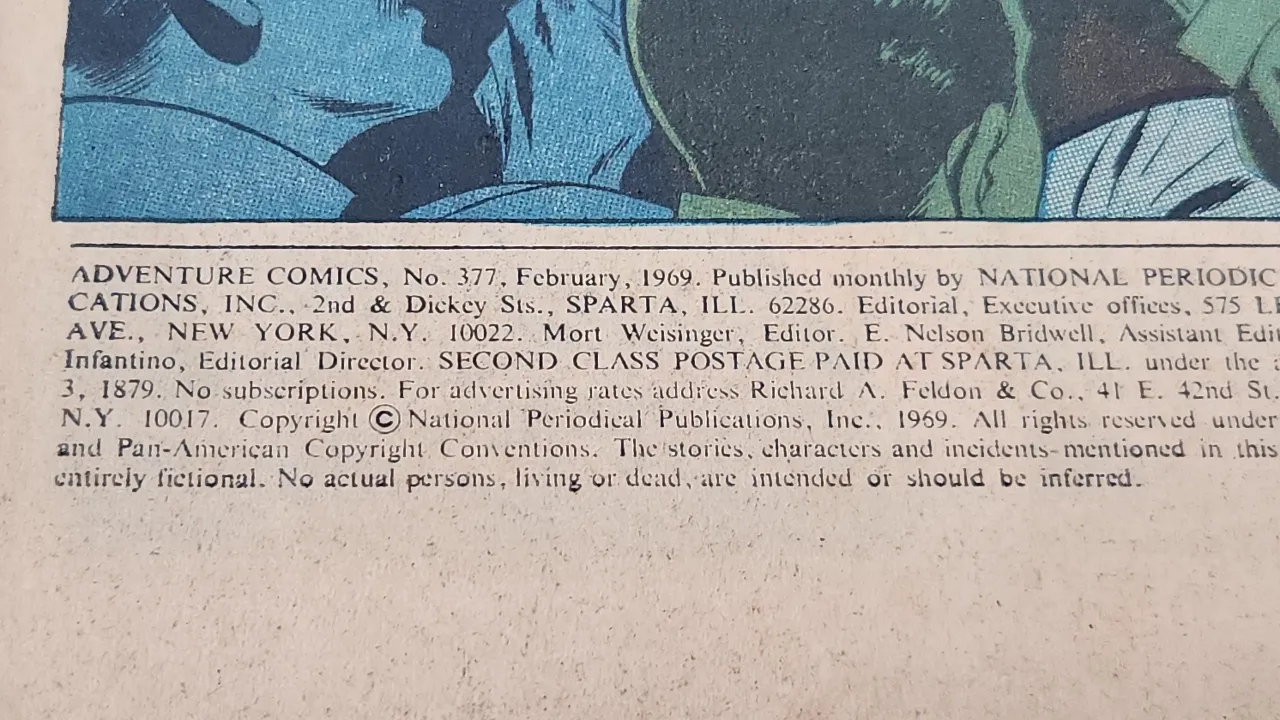 ADVENTURE COMICS, No. 377, February, 1969. Published monthly by NATIONAL PERIODIC
CATIONS, INC., 2nd & Dickey Sts., SPARTA, ILL. 62286. Editorial, Executive offices, 575
AVE., NEW YORK, N.Y. 10022. Mort Weisinger, Editor. E. Nelson Bridwell, Assistant
Infantino, Editorial Director. SECOND CLASS POSTAGE PAID AT SPARTA, ILL. under the
3, 1879. No subscriptions. For advertising rates address Richard A. Feldon & Co., 41 E. 42nd St.
N.Y. 10017. Copyright © National Periodical Publications, Inc., 1969. All rights reserved under
and Pan-American Copyright Conventions. The stories, characters and incidents mentioned in this
entirely fictional. No actual persons, living or dead, are intended or should be inferred.